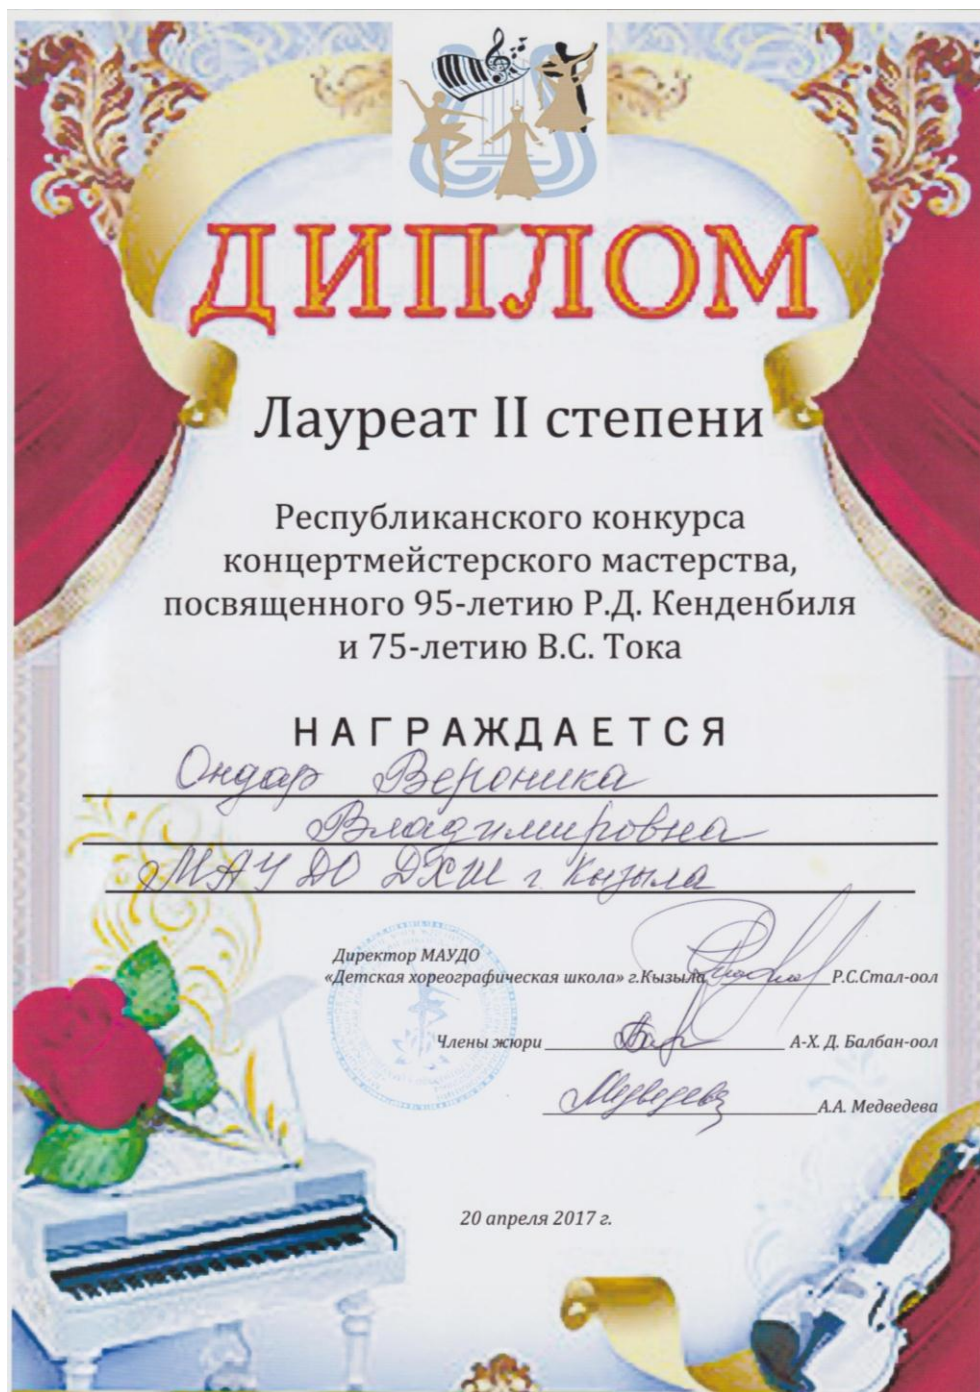 ДИПЛОМ
Лауреат II степени
Республиканского конкурса
концертмейстерского мастерства,
посвященного 95-летию Р.Д. Кенденбиля
и 75-летию В.С. Тока
НАГРАЖДАЕТСЯ
Ондар Вероника
Владимировна
МАУ ДО ДХШ г. Кызыла
Директор МАУДО
«Детская хореографическая школа» г.Кызыла Р.С.Стал-оол
Члены жюри А-Х. Д. Балбан-оол
Медведева А.А. Медведева
20 апреля 2017 г.